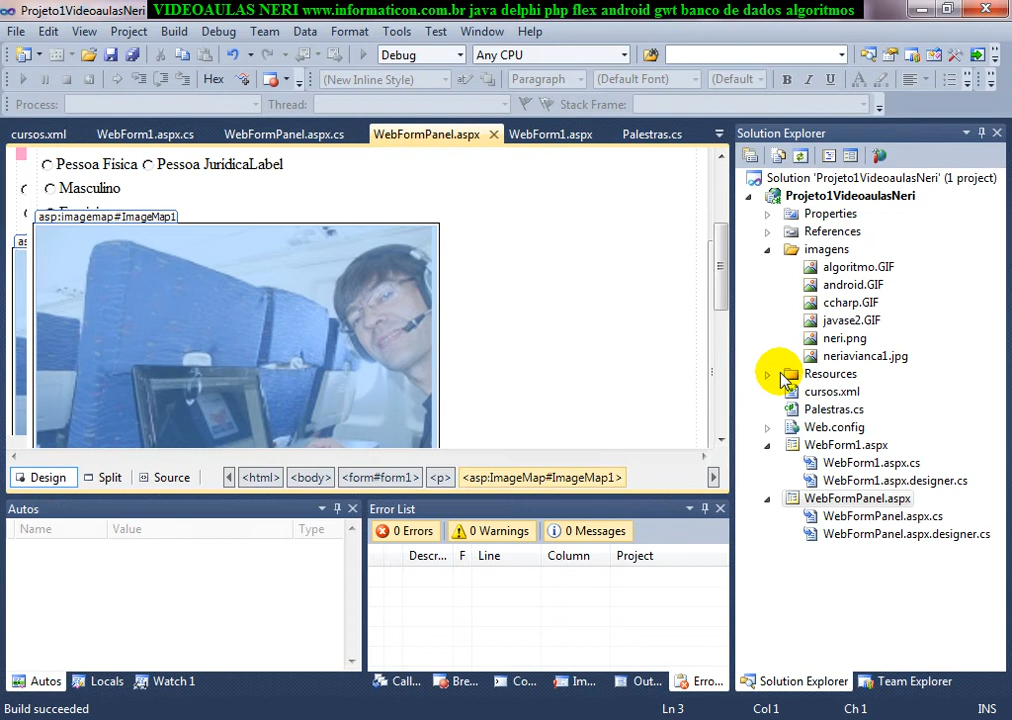 Projeto1VideoaulasNeri
VIDEOAULAS NERI www.informaticon.com.br java delphi php flex android gwt banco de dados algoritmos
File Edit View Project Build Debug Team Data Format Tools Test Window Help
Debug Any CPU
Hex (New Inline Style) Paragraph (Default Font) (Default B I U A
Process: Thread: Stack Frame:
cursos.xml WebForm1.aspx.cs WebFormPanel.aspx.cs WebFormPanel.aspx WebForm1.aspx Palestras.cs
Pessoa Fisica Pessoa JuridicaLabel
Masculino
asp:imagemap#ImageMap1
Design Split Source <html> <body> <form#form1> <p> <asp:ImageMap#ImageMap1>
Autos
Name Value Type
Error List
0 Errors 0 Warnings 0 Messages
Descr... F Line Column Project
Autos Locals Watch 1
Call... Bre... Co... Im... Out... Erro...
Solution Explorer
Solution 'Projeto1VideoaulasNeri' (1 project)
Projeto1VideoaulasNeri
Properties
References
imagens
algoritmo.GIF
android.GIF
ccharp.GIF
javase2.GIF
neri.png
neriavianca1.jpg
Resources
cursos.xml
Palestras.cs
Web.config
WebForm1.aspx
WebForm1.aspx.cs
WebForm1.aspx.designer.cs
WebFormPanel.aspx
WebFormPanel.aspx.cs
WebFormPanel.aspx.designer.cs
Solution Explorer Team Explorer
Build succeeded Ln 3 Col 1 Ch 1 INS